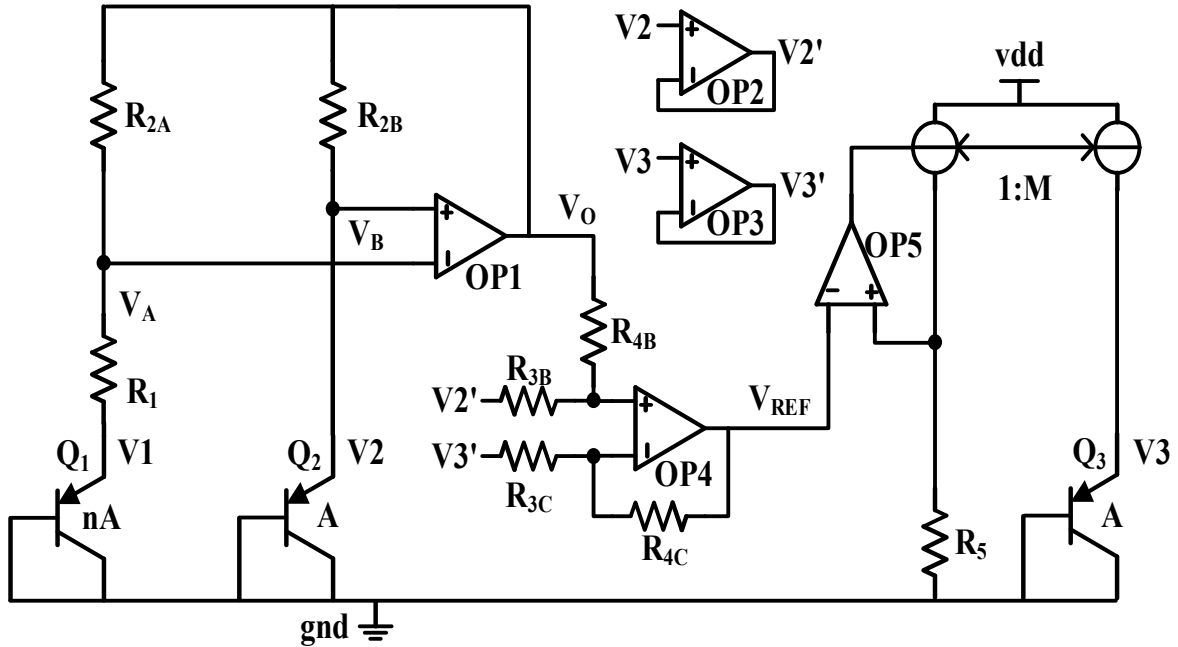 V2 + - OP2 V2'
vdd
R2A
R2B
V3 + - OP3 V3'
1:M
VO
VB
+
-
OP1
OP5
VA
- +
R4B
R1
R3B
V2'
+
VREF
V3'
-
OP4
Q1 V1
Q2 V2
Q3 V3
R3C
nA
A
A
R4C
R5
gnd